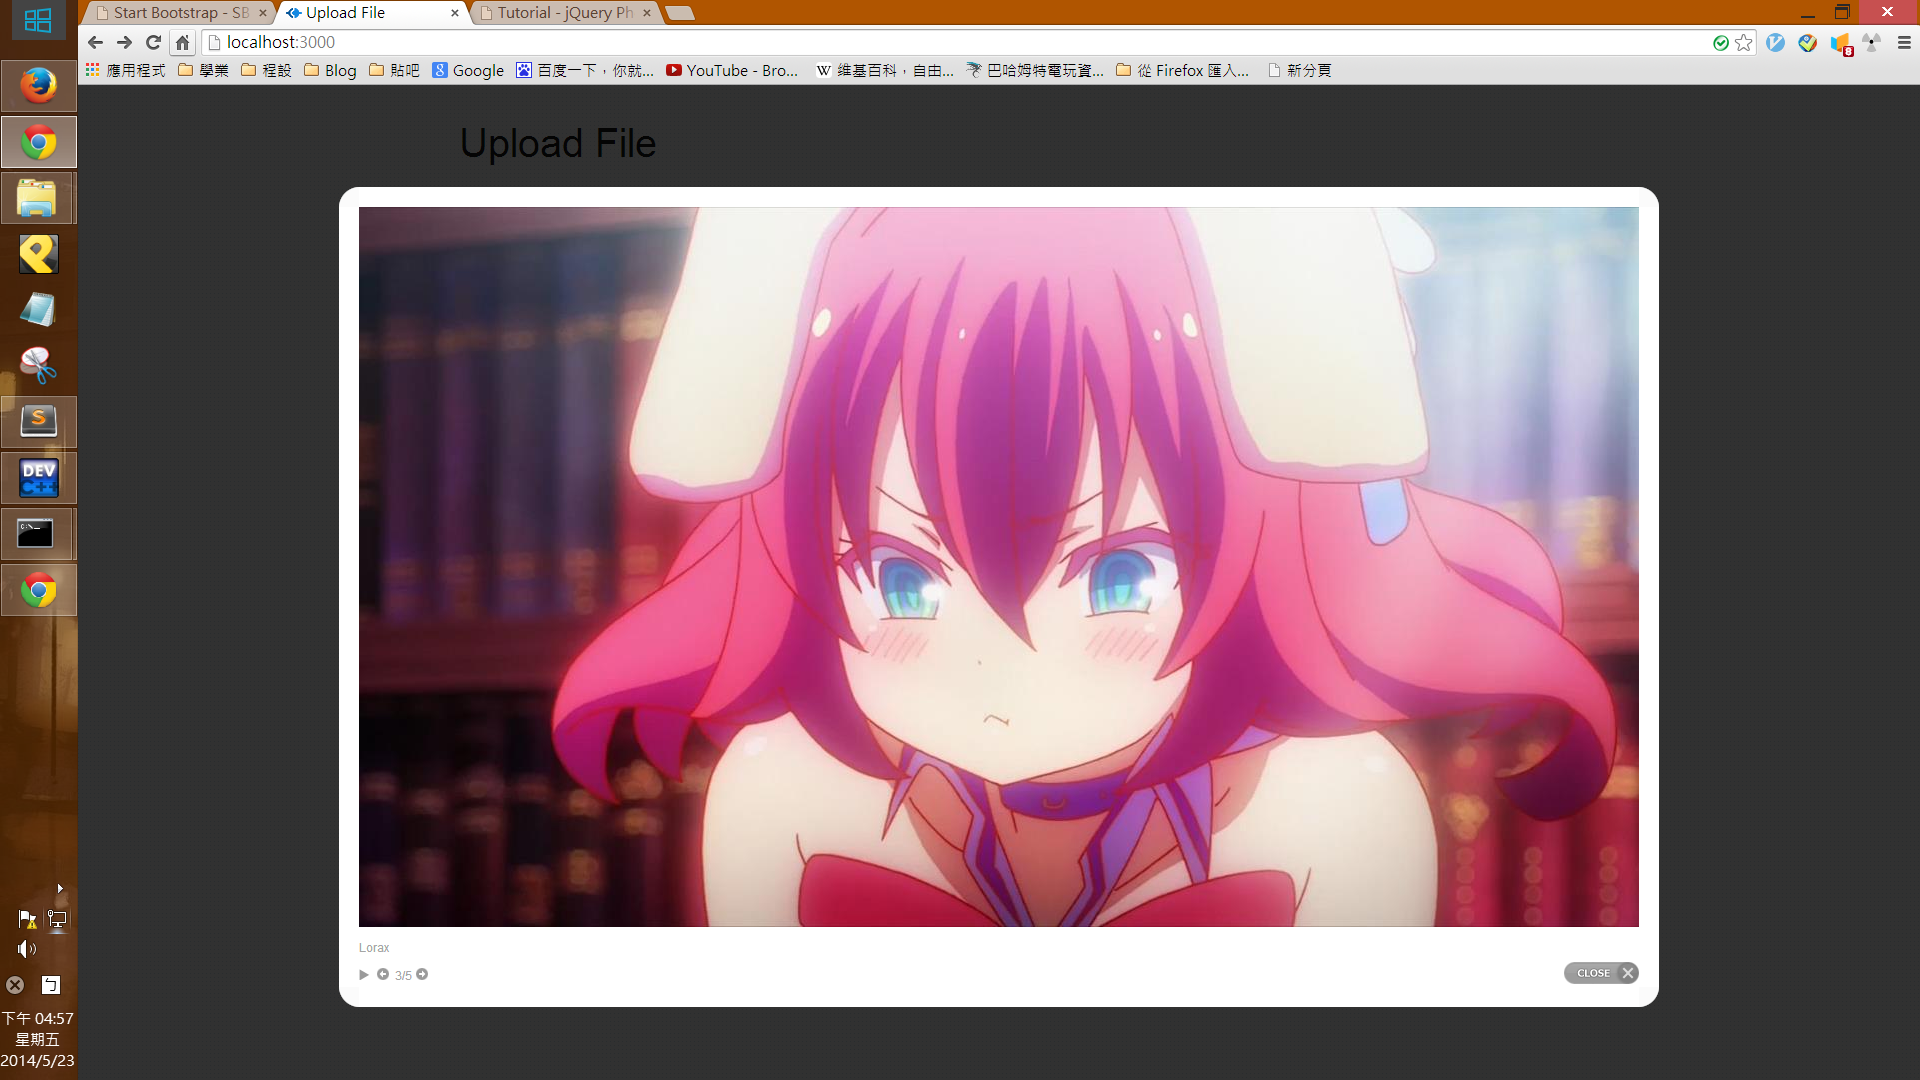 Start Bootstrap - SB
Upload File
Tutorial - jQuery Ph
localhost:3000
應用程式
學業
程設
Blog
貼吧
Google
百度一下,你就...
YouTube - Bro...
維基百科,自由...
巴哈姆特電玩資...
從 Firefox 匯入...
新分頁
8
Upload File
DEV
C++
Lorax
3/5
CLOSE
ㄅ
下午 04:57
星期五
2014/5/23